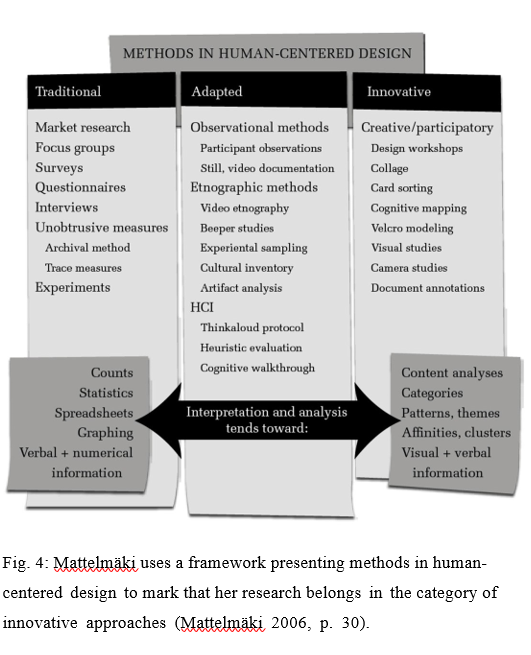 METHODS IN HUMAN-CENTERED DESIGN
Traditional
Market research
Focus groups
Surveys
Questionnaires
Interviews
Unobtrusive measures
Archival method
Trace measures
Experiments
Adapted
Observational methods
Participant observations
Still, video documentation
Etnographic methods
Video etnography
Beeper studies
Experiental sampling
Cultural inventory
Artifact analysis
HCI
Thinkaloud protocol
Heuristic evaluation
Cognitive walkthrough
Innovative
Creative/participatory
Design workshops
Collage
Card sorting
Cognitive mapping
Velcro modeling
Visual studies
Camera studies
Document annotations
Counts
Statistics
Spreadsheets
Graphing
Verbal + numerical
information
Interpretation and analysis
tends toward:
Content analyses
Categories
Patterns, themes
Affinities, clusters
Visual + verbal
information
Fig. 4: Mattelmäki uses a framework presenting methods in human-
centered design to mark that her research belongs in the category of
innovative approaches (Mattelmäki 2006, p. 30).